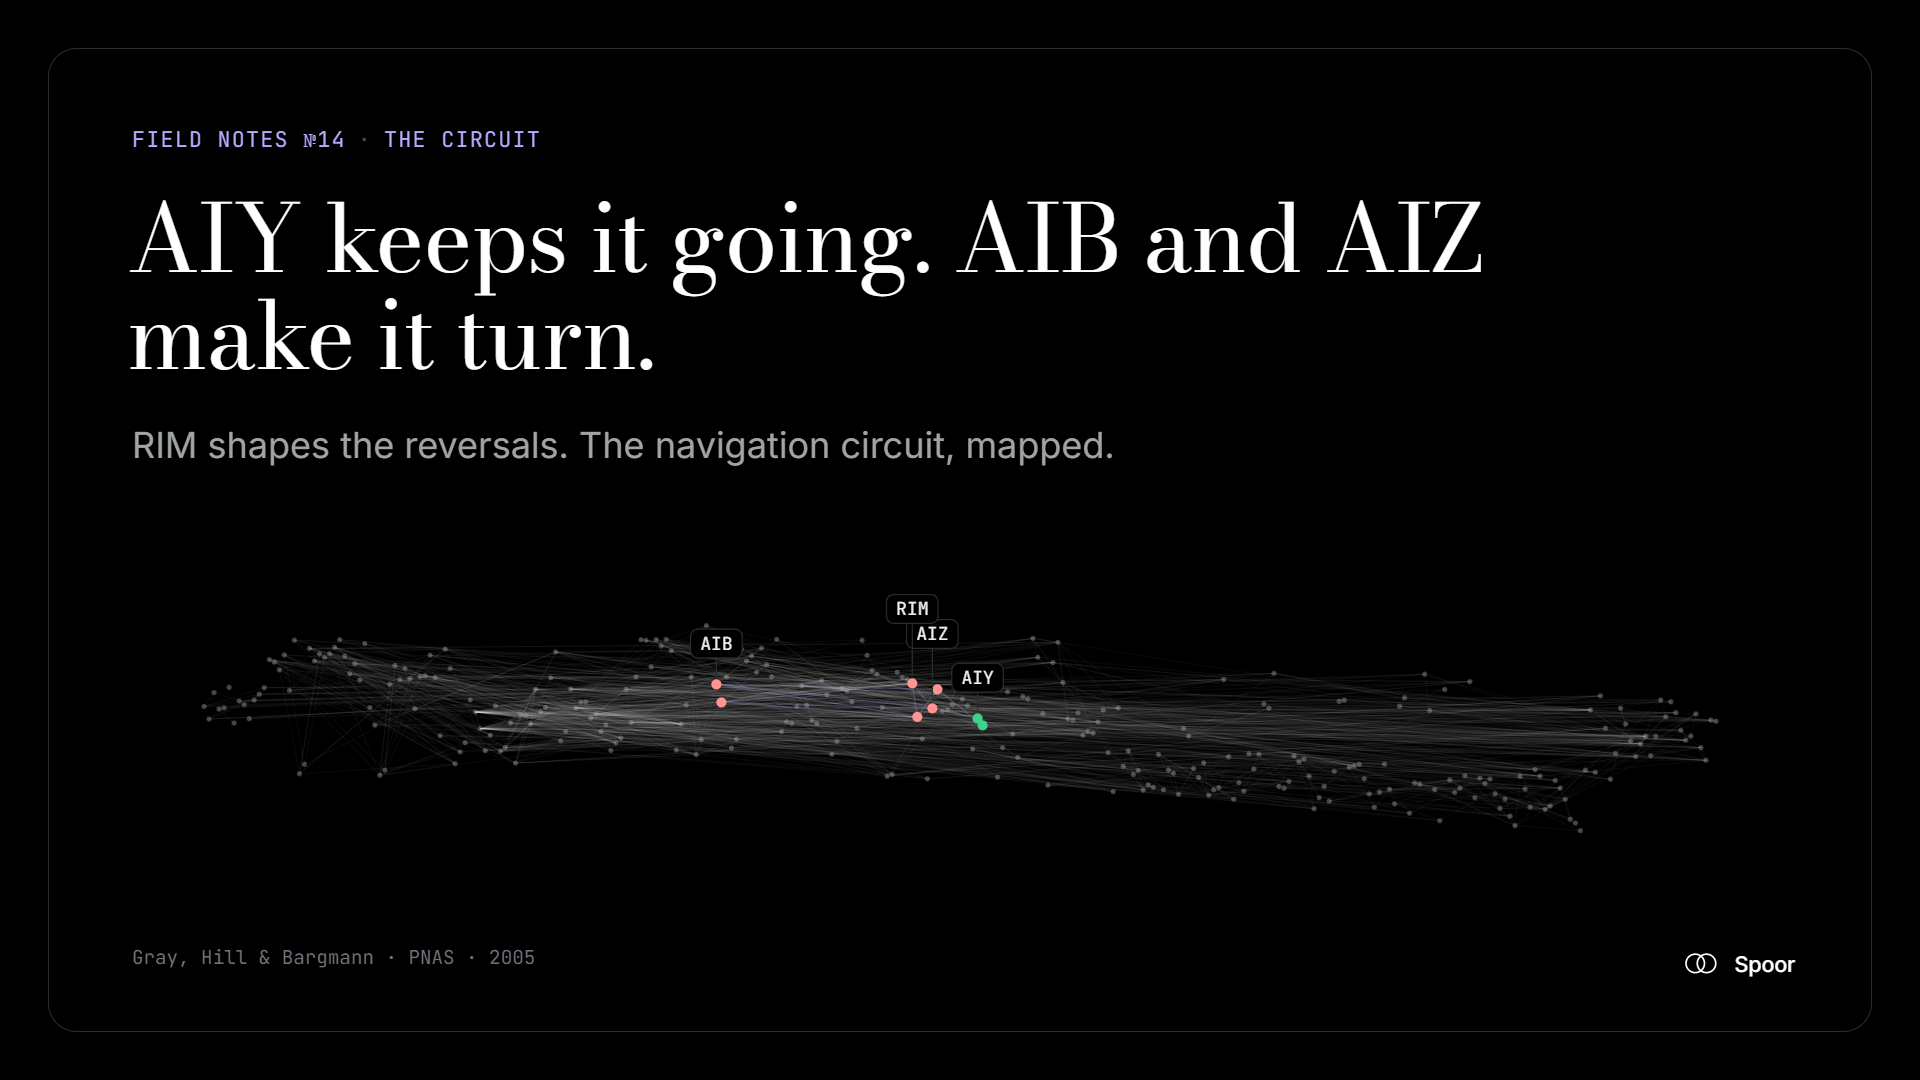 FIELD NOTES №14 · THE CIRCUIT
AIY keeps it going. AIB and AIZ
make it turn.
RIM shapes the reversals. The navigation circuit, mapped.
RIM
AIZ
AIB
AIY
Gray, Hill & Bargmann · PNAS · 2005
Spoor